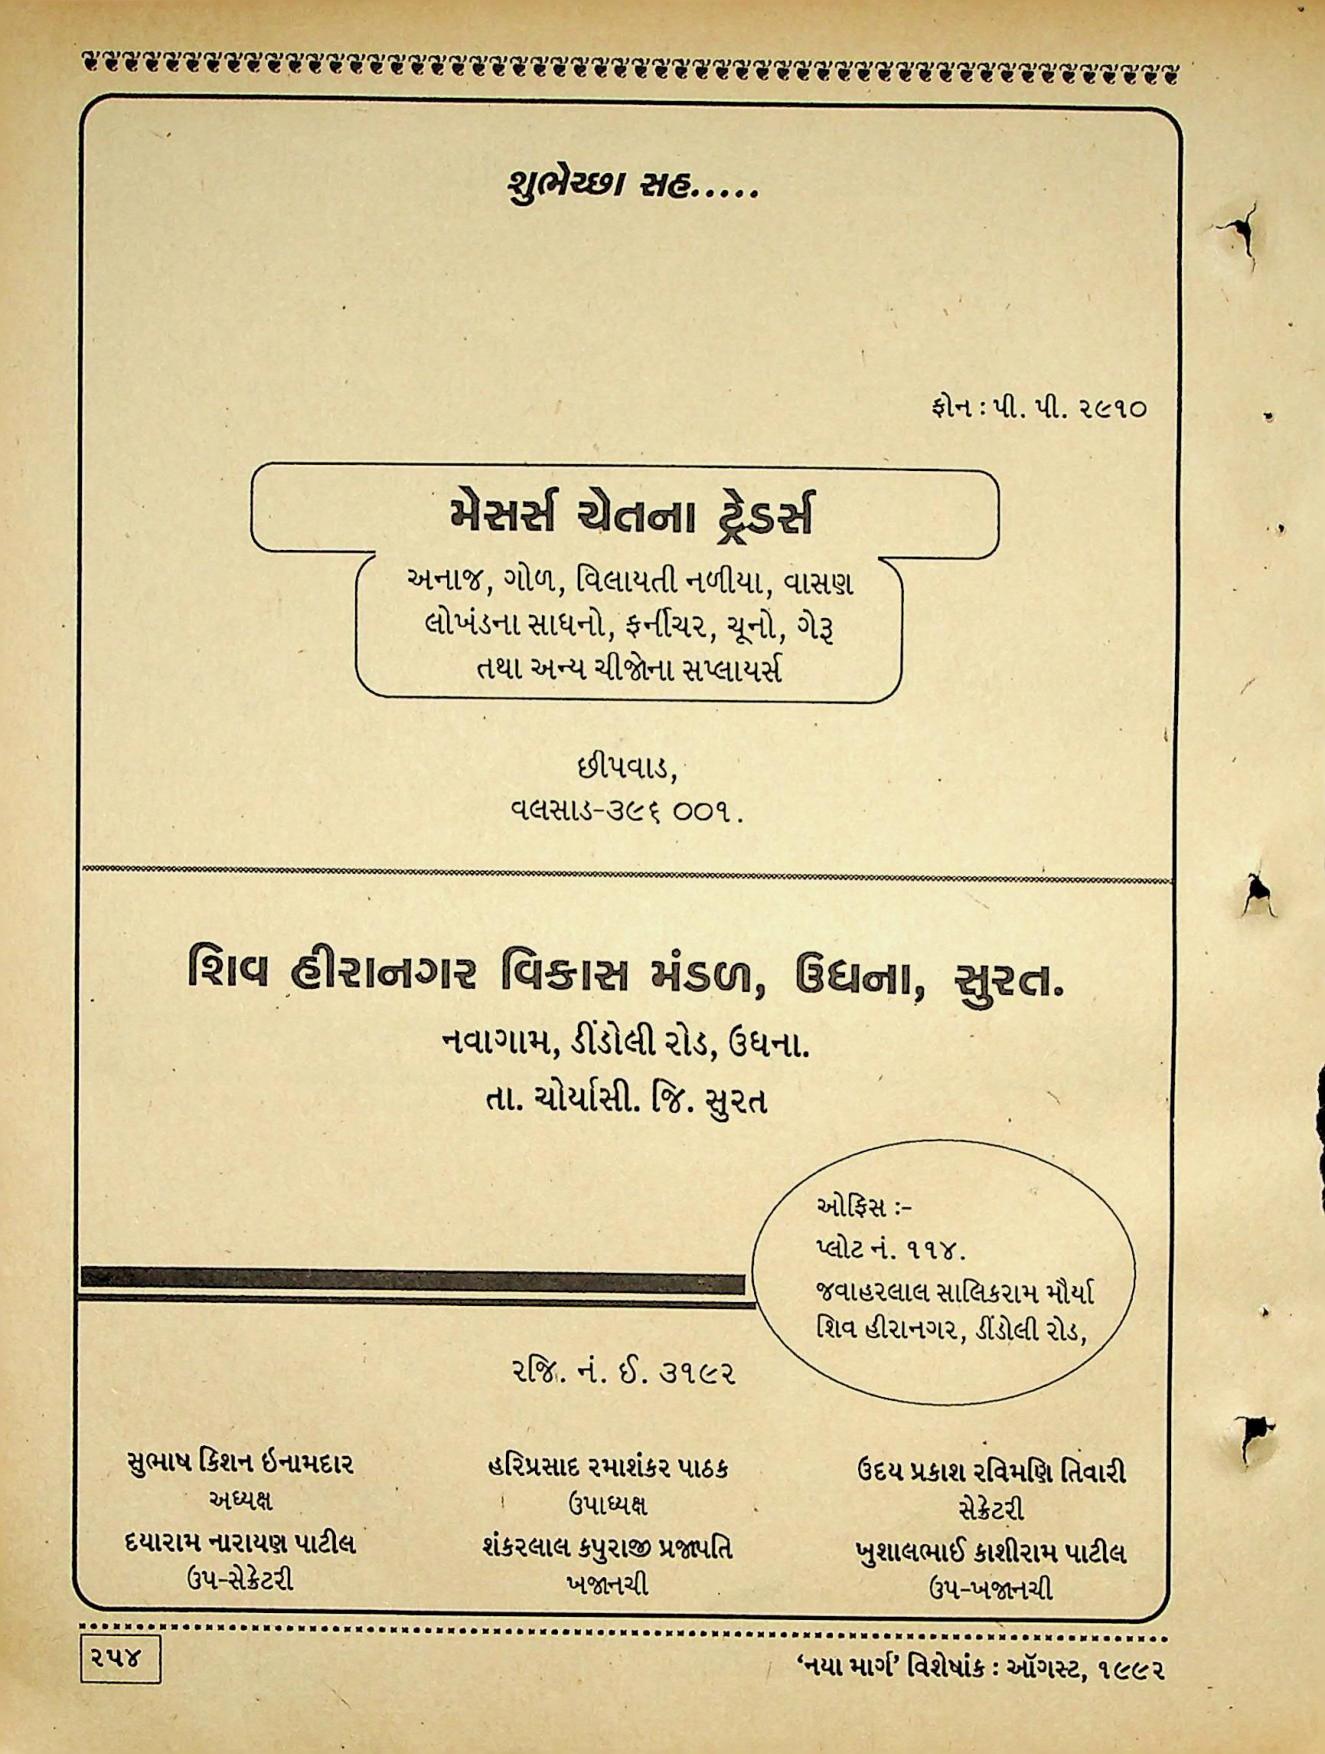 શુભેચ્છા સહ.....
ફોન : પી. પી. ૨૯૧૦
મેસર્સ ચેતના ટ્રેડર્સ
અનાજ, ગોળ, વિલાયતી નળીયા, વાસણ
લોખંડના સાધનો, ફર્નીચર, ચૂનો, ગેરૂ
તથા અન્ય ચીજોના સપ્લાયર્સ
છીપવાડ,
વલસાડ-૩૯૬ ૦૦૧.
શિવ હીરાનગર વિકાસ મંડળ, ઉધના, સુરત.
નવાગામ, ડીંડોલી રોડ, ઉધના.
તા. ચોર્યાસી. જિ. સુરત
ઓફિસ :-
પ્લોટ નં. ૧૧૪.
જવાહરલાલ સાલિકરામ મૌર્યા
શિવ હીરાનગર, ડીંડોલી રોડ,
રજિ. નં. ઈ. ૩૧૯૨
સુભાષ કિશન ઇનામદાર હરિપ્રસાદ રમાશંકર પાઠક ઉદય પ્રકાશ રવિમણિ તિવારી
અધ્યક્ષ ઉપાધ્યક્ષ સેક્રેટરી
દયારામ નારાયણ પાટીલ શંકરલાલ કપુરાજી પ્રજાપતિ ખુશાલભાઈ કાશીરામ પાટીલ
ઉપ-સેક્રેટરી ખજાનચી ઉપ-ખજાનચી
૨૫૪ ‘નયા માર્ગ’ વિશેષાંક : ઑગસ્ટ, ૧૯૯૨